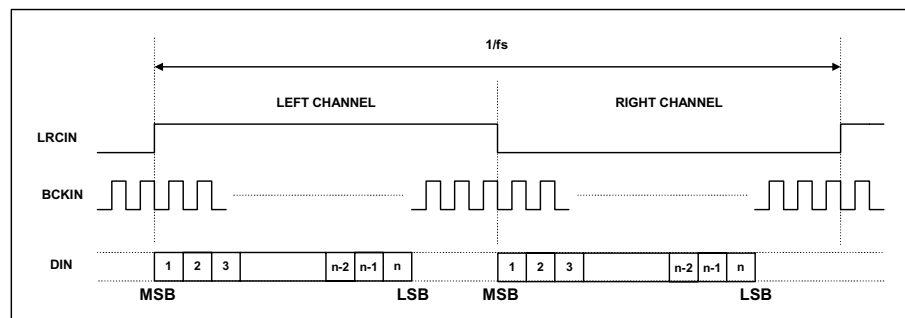 1/fs
LEFT CHANNEL RIGHT CHANNEL
LRCIN
BCKIN
DIN 1 2 3 n-2 n-1 n 1 2 3 n-2 n-1 n
MSB LSB MSB LSB